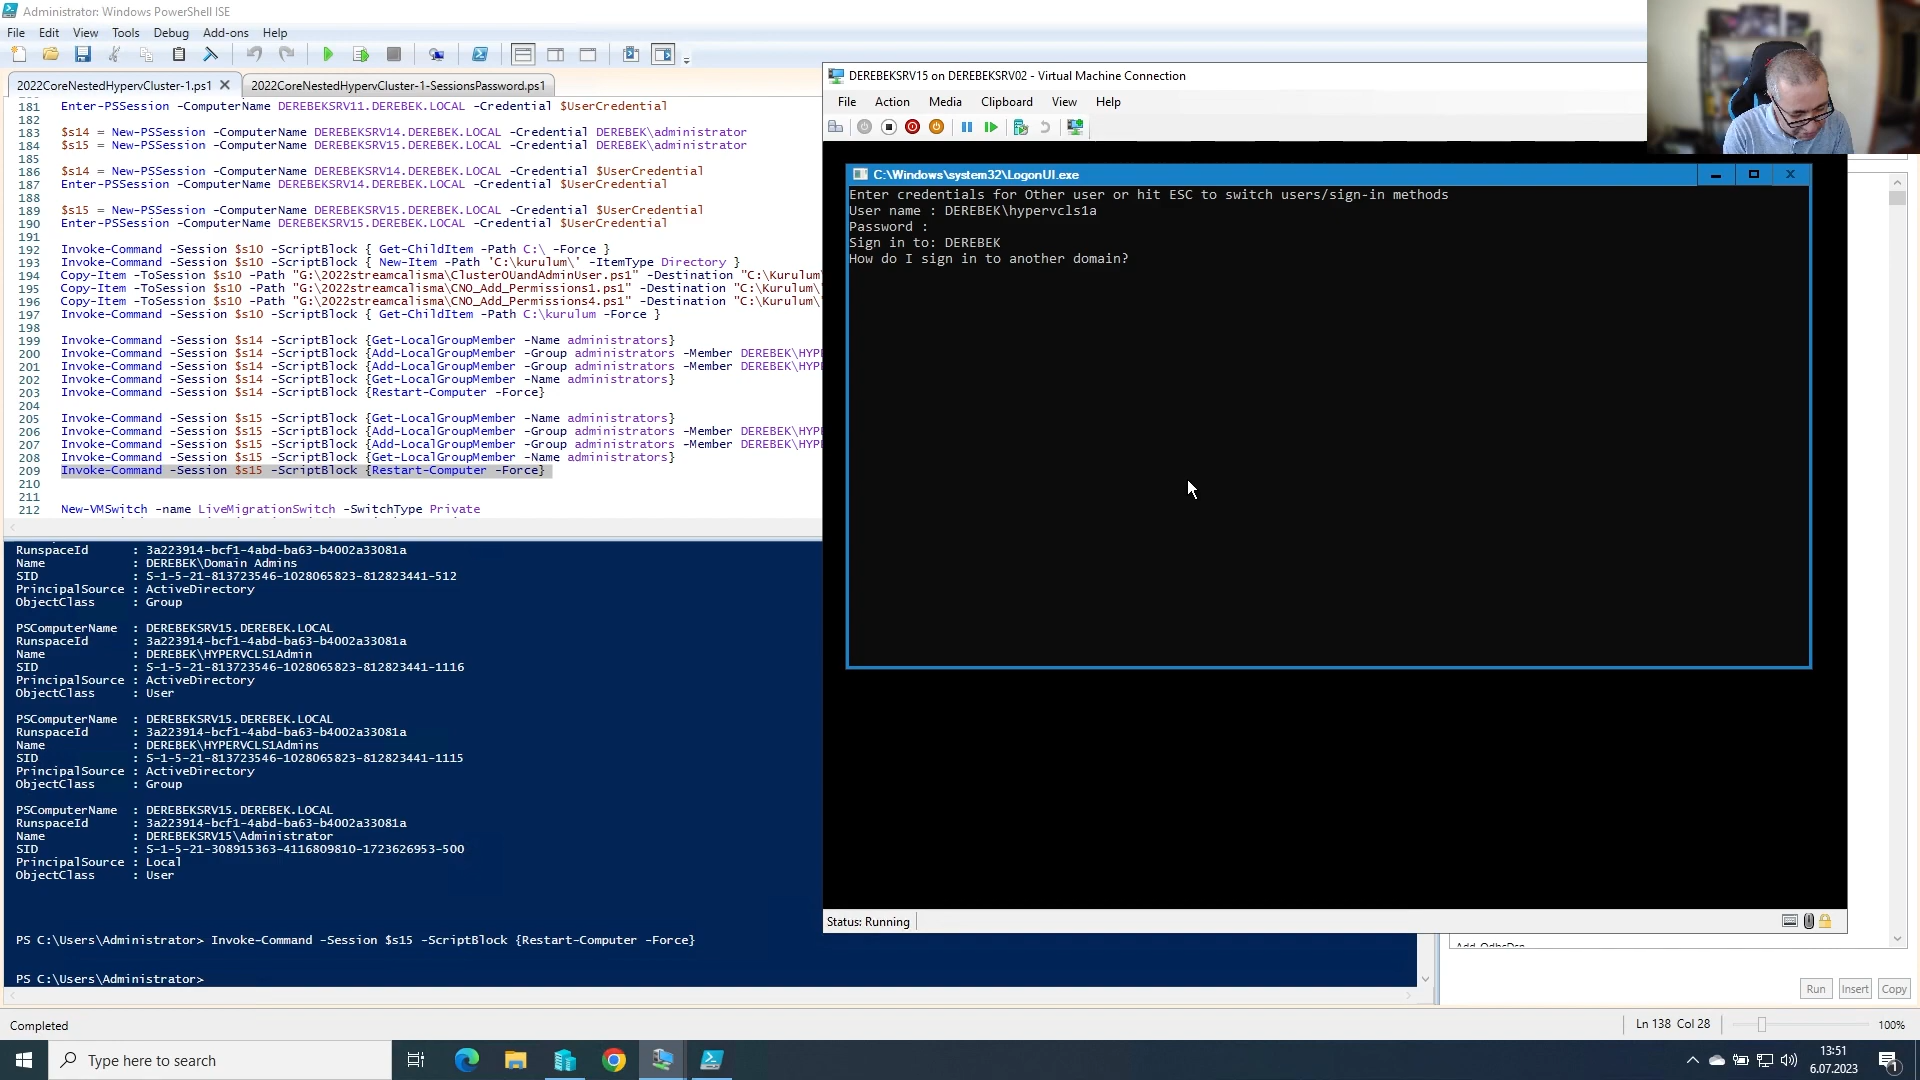 Administrator: Windows PowerShell ISE
File Edit View Tools Debug Add-ons Help
2022CoreNestedHypervCluster-1.ps1
2022CoreNestedHypervCluster-1-SessionsPassword.ps1
181 Enter-PSSession -ComputerName DEREBEKSRV11.DEREBEK.LOCAL -Credential $UserCredential
182
183 $s14 = New-PSSession -ComputerName DEREBEKSRV14.DEREBEK.LOCAL -Credential DEREBEK\administrator
184 $s15 = New-PSSession -ComputerName DEREBEKSRV15.DEREBEK.LOCAL -Credential DEREBEK\administrator
185
186 $s14 = New-PSSession -ComputerName DEREBEKSRV14.DEREBEK.LOCAL -Credential $UserCredential
187 Enter-PSSession -ComputerName DEREBEKSRV14.DEREBEK.LOCAL -Credential $UserCredential
188
189 $s15 = New-PSSession -ComputerName DEREBEKSRV15.DEREBEK.LOCAL -Credential $UserCredential
190 Enter-PSSession -ComputerName DEREBEKSRV15.DEREBEK.LOCAL -Credential $UserCredential
191
192 Invoke-Command -Session $s10 -ScriptBlock { Get-ChildItem -Path C:\ -Force }
193 Invoke-Command -Session $s10 -ScriptBlock { New-Item -Path 'C:\kurulum\' -ItemType Directory }
194 Copy-Item -ToSession $s10 -Path "G:\2022streamcalisma\ClusterOUandAdminUser.ps1" -Destination "C:\Kurulum\
195 Copy-Item -ToSession $s10 -Path "G:\2022streamcalisma\CNO_Add_Permissions1.ps1" -Destination "C:\Kurulum\
196 Copy-Item -ToSession $s10 -Path "G:\2022streamcalisma\CNO_Add_Permissions4.ps1" -Destination "C:\Kurulum\
197 Invoke-Command -Session $s10 -ScriptBlock { Get-ChildItem -Path C:\kurulum -Force }
198
199 Invoke-Command -Session $s14 -ScriptBlock {Get-LocalGroupMember -Name administrators}
200 Invoke-Command -Session $s14 -ScriptBlock {Add-LocalGroupMember -Group administrators -Member DEREBEK\HYP
201 Invoke-Command -Session $s14 -ScriptBlock {Add-LocalGroupMember -Group administrators -Member DEREBEK\HYP
202 Invoke-Command -Session $s14 -ScriptBlock {Get-LocalGroupMember -Name administrators}
203 Invoke-Command -Session $s14 -ScriptBlock {Restart-Computer -Force}
204
205 Invoke-Command -Session $s15 -ScriptBlock {Get-LocalGroupMember -Name administrators}
206 Invoke-Command -Session $s15 -ScriptBlock {Add-LocalGroupMember -Group administrators -Member DEREBEK\HYP
207 Invoke-Command -Session $s15 -ScriptBlock {Add-LocalGroupMember -Group administrators -Member DEREBEK\HYP
208 Invoke-Command -Session $s15 -ScriptBlock {Get-LocalGroupMember -Name administrators}
209 Invoke-Command -Session $s15 -ScriptBlock {Restart-Computer -Force}
210
211
212 New-VMSwitch -name LiveMigrationSwitch -SwitchType Private
RunspaceId : 3a223914-bcf1-4abd-ba63-b4002a33081a
Name : DEREBEK\Domain Admins
SID : S-1-5-21-813723546-1028065823-812823441-512
PrincipalSource : ActiveDirectory
ObjectClass : Group
PSComputerName : DEREBEKSRV15.DEREBEK.LOCAL
RunspaceId : 3a223914-bcf1-4abd-ba63-b4002a33081a
Name : DEREBEK\HYPERVCLS1Admin
SID : S-1-5-21-813723546-1028065823-812823441-1116
PrincipalSource : ActiveDirectory
ObjectClass : User
PSComputerName : DEREBEKSRV15.DEREBEK.LOCAL
RunspaceId : 3a223914-bcf1-4abd-ba63-b4002a33081a
Name : DEREBEK\HYPERVCLS1Admins
SID : S-1-5-21-813723546-1028065823-812823441-1115
PrincipalSource : ActiveDirectory
ObjectClass : Group
PSComputerName : DEREBEKSRV15.DEREBEK.LOCAL
RunspaceId : 3a223914-bcf1-4abd-ba63-b4002a33081a
Name : DEREBEKSRV15\Administrator
SID : S-1-5-21-308915363-4116809810-1723626953-500
PrincipalSource : Local
ObjectClass : User
PS C:\Users\Administrator> Invoke-Command -Session $s15 -ScriptBlock {Restart-Computer -Force}
PS C:\Users\Administrator>
DEREBEKSRV15 on DEREBEKSRV02 - Virtual Machine Connection
File Action Media Clipboard View Help
C:\Windows\system32\LogonUI.exe
Enter credentials for Other user or hit ESC to switch users/sign-in methods
User name : DEREBEK\hypervcls1a
Password :
Sign in to: DEREBEK
How do I sign in to another domain?
Status: Running
Run Insert Copy
Completed
Ln 138 Col 28
100%
Type here to search
13:51
6.07.2023
1